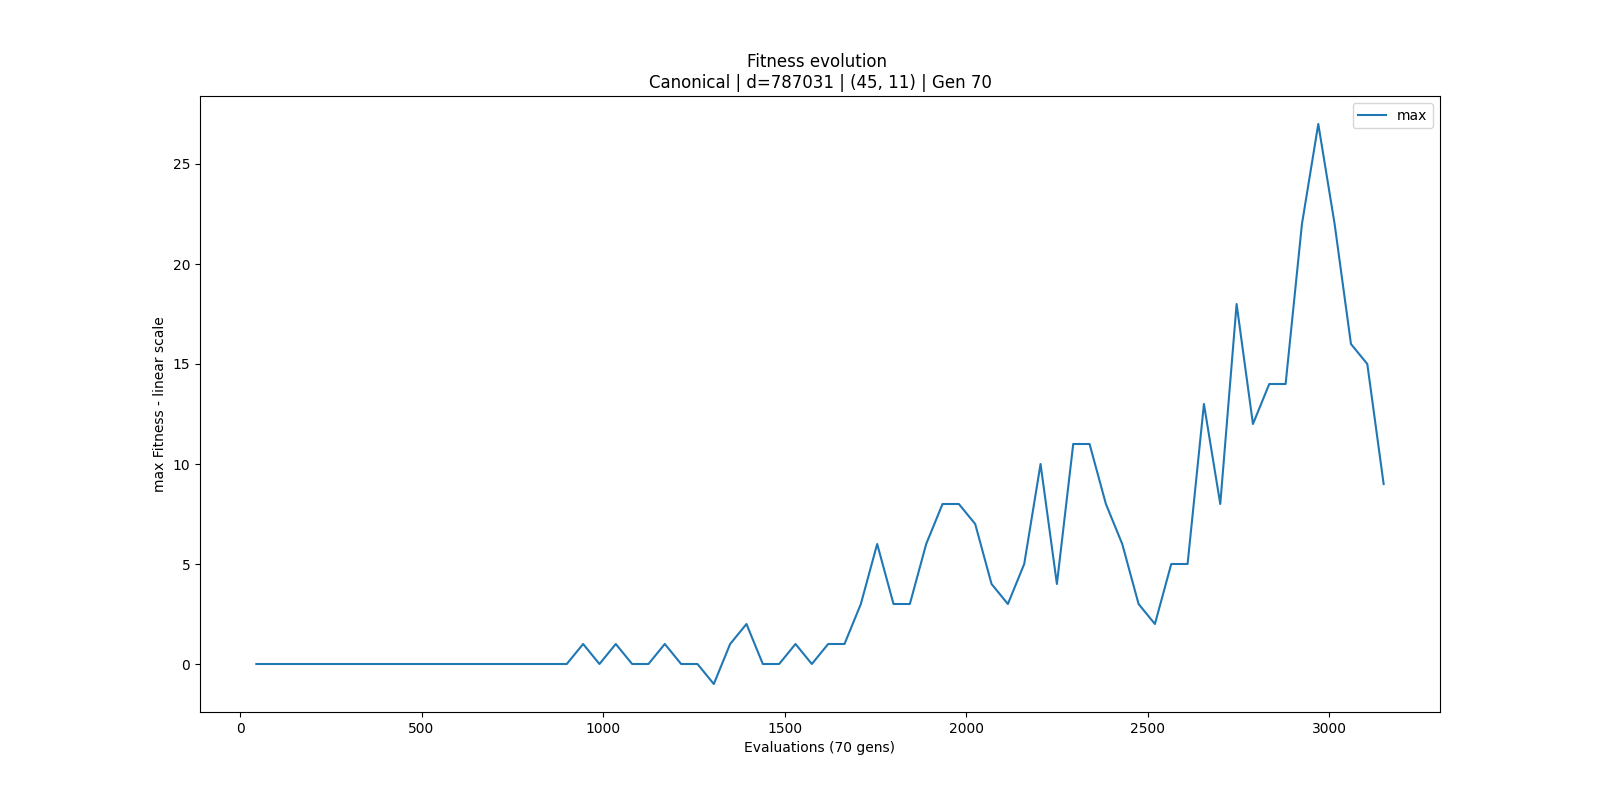 Fitness evolution
Canonical | d=787031 | (45, 11) | Gen 70
max
25
20
15
10
5
0
max Fitness - linear scale
0 500 1000 1500 2000 2500 3000
Evaluations (70 gens)